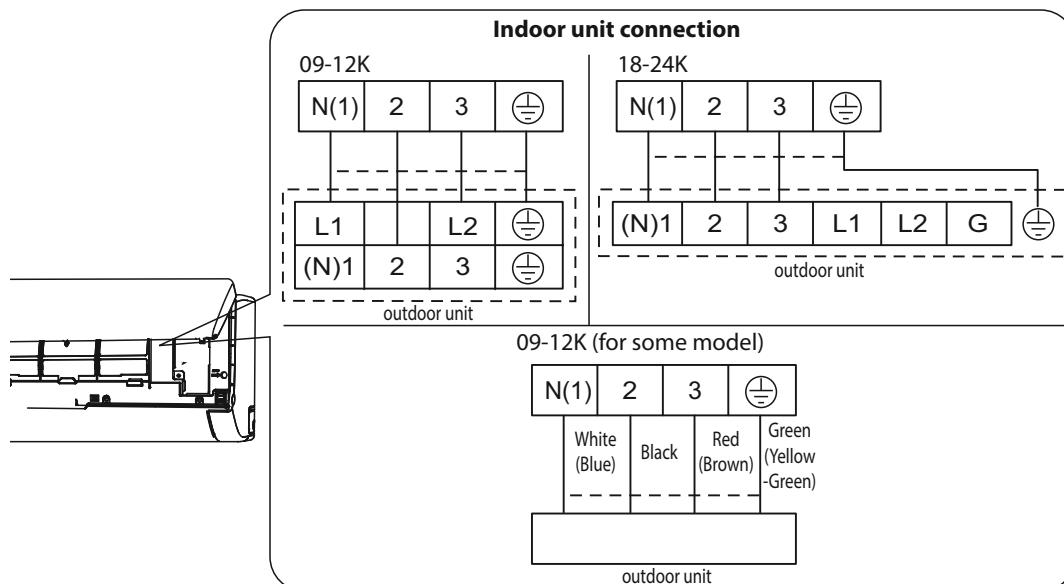 Indoor unit connection
09-12K
N(1) 2 3
L1 L2
(N)1 2 3
outdoor unit
18-24K
N(1) 2 3
(N)1 2 3 L1 L2 G
outdoor unit
09-12K (for some model)
N(1) 2 3
White
(Blue)
Black
Red
(Brown)
Green
(Yellow
-Green)
outdoor unit